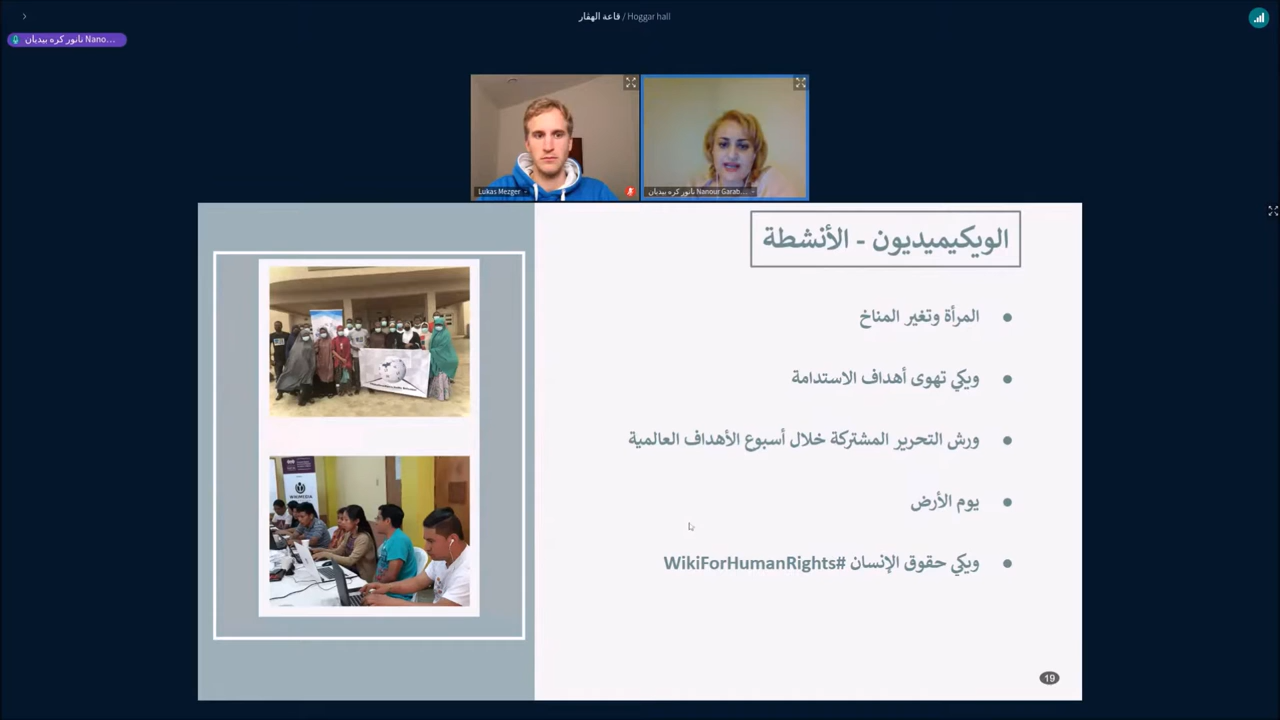 قاعة الهقار / Hoggar hall
نانور كره بيديان Nano...
Lukas Mezger
نانور كره بيديان Nanour Garab...
الويكيميديون - الأنشطة
المرأة وتغير المناخ
ويكي تهوى أهداف الاستدامة
ورش التحرير المشتركة خلال أسبوع الأهداف العالمية
يوم الأرض
ويكي حقوق الإنسان #WikiForHumanRights
WIKIMEDIA
19